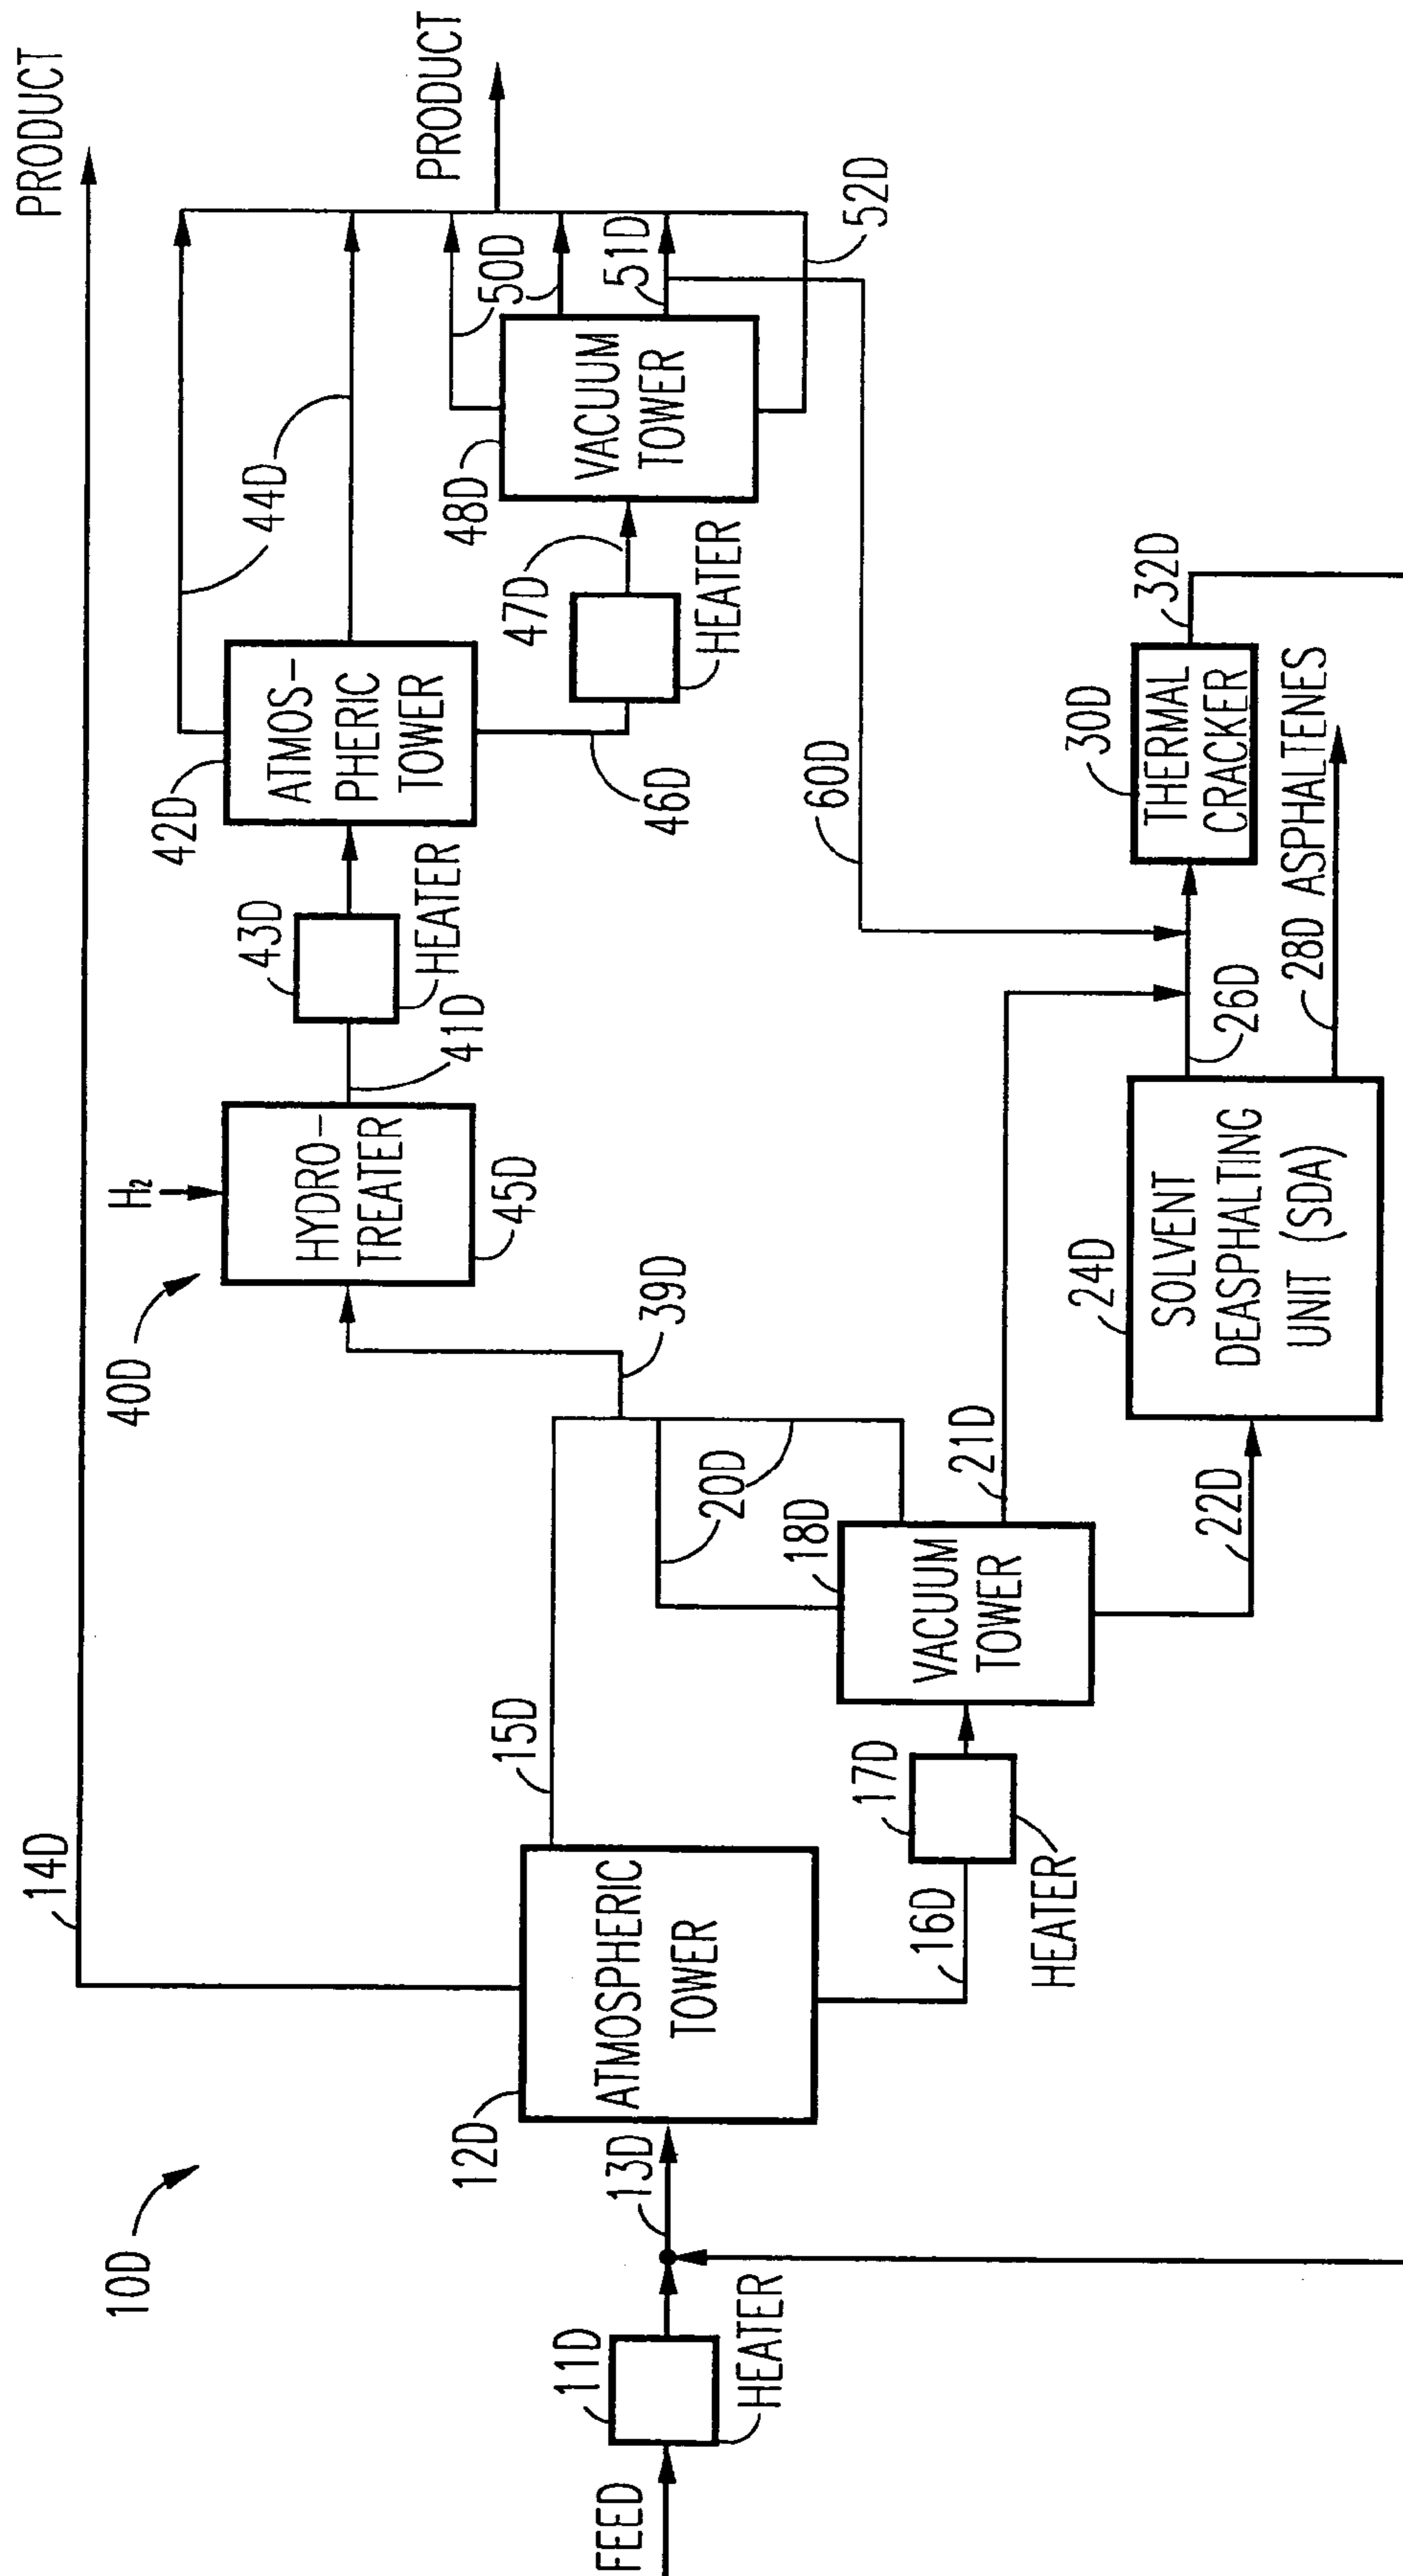 PRODUCT
14D
PRODUCT
H₂
40D
HYDRO-
TREATER
45D
41D
43D
HEATER
42D
ATMOS-
PHERIC
TOWER
44D
46D
47D
HEATER
48D
VACUUM
TOWER
50D
51D
52D
60D
10D
FEED
11D
HEATER
13D
12D
ATMOSPHERIC
TOWER
15D
16D
17D
HEATER
18D
VACUUM
TOWER
20D
39D
21D
22D
24D
SOLVENT
DEASPHALTING
UNIT (SDA)
26D
28D ASPHALTENES
30D
THERMAL
CRACKER
32D